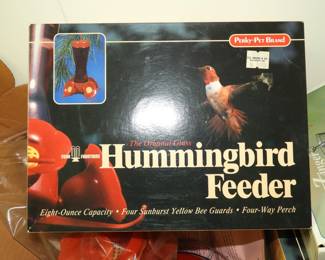 Perky-Pet Brand
The Original Glass
Hummingbird
Feeder
Eight-Ounce Capacity • Four Sunburst Yellow Bee Guards • Four-Way Perch